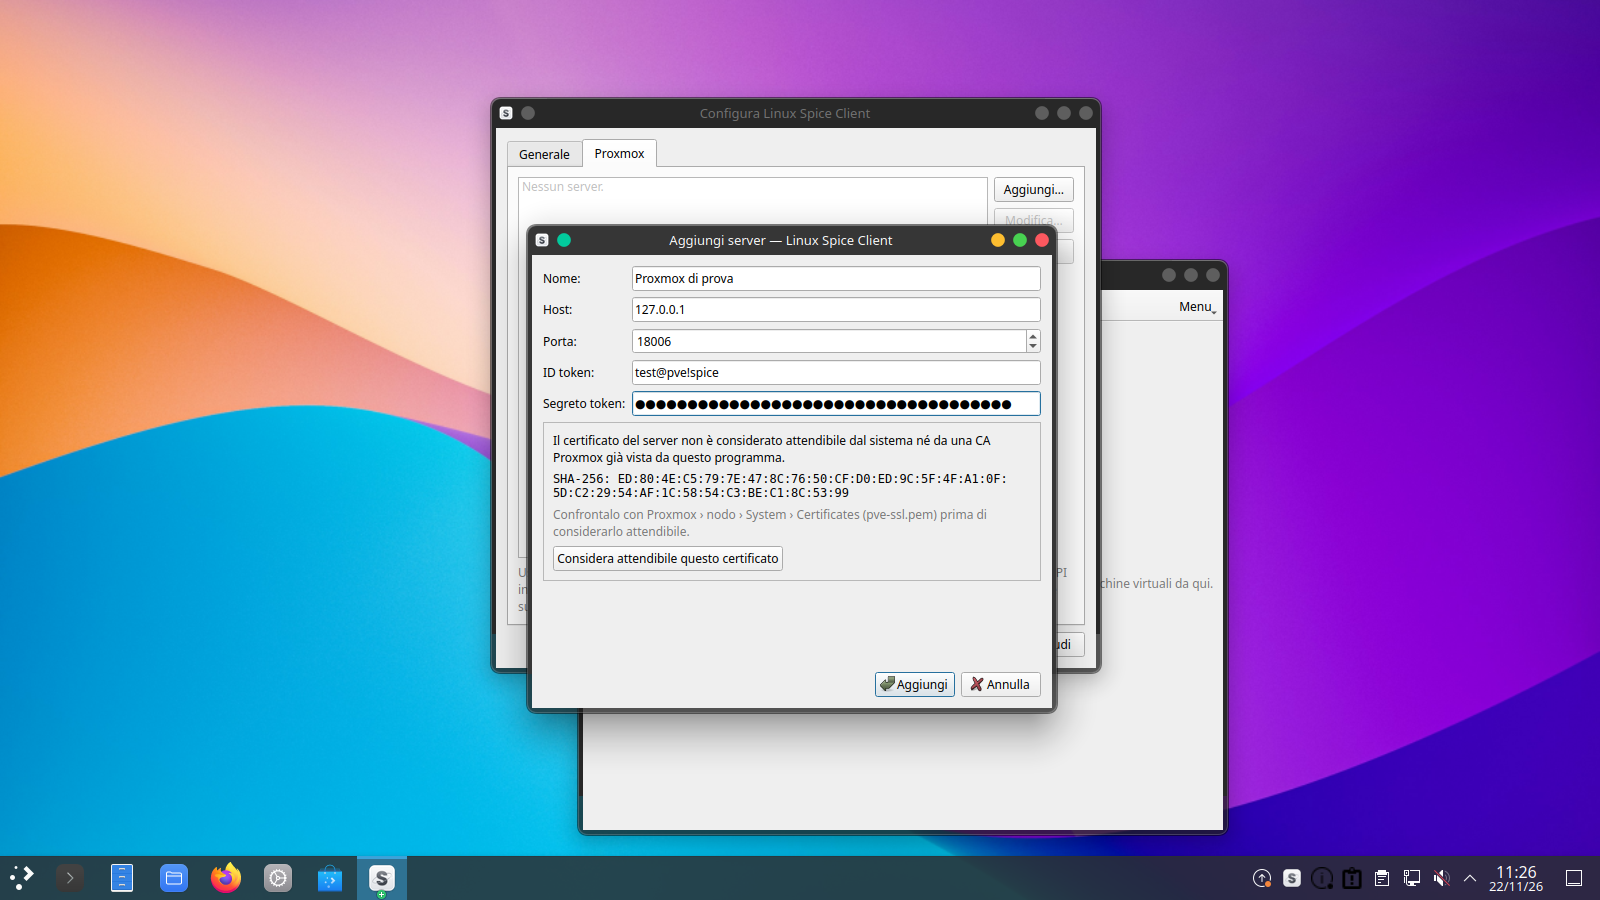 Configura Linux Spice Client
Generale
Proxmox
Nessun server.
Aggiungi...
Modifica...
Aggiungi server — Linux Spice Client
Nome:
Proxmox di prova
Host:
127.0.0.1
Porta:
18006
ID token:
test@pve!spice
Segreto token:
●●●●●●●●●●●●●●●●●●●●●●●●●●●●●●●●●●●●
Il certificato del server non è considerato attendibile dal sistema né da una CA
Proxmox già vista da questo programma.
SHA-256: ED:80:4E:C5:79:7E:47:8C:76:50:CF:D0:ED:9C:5F:4F:A1:0F:
5D:C2:29:54:AF:1C:58:54:C3:BE:C1:8C:53:99
Confrontalo con Proxmox › nodo › System › Certificates (pve-ssl.pem) prima di
considerarlo attendibile.
Considera attendibile questo certificato
Aggiungi
Annulla
Menu
virtuali da qui.
11:26
22/11/26